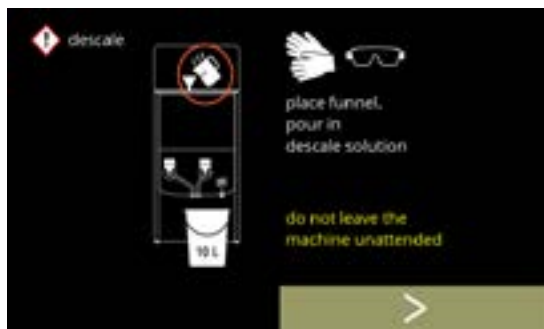 descale
place funnel,
pour in
descale solution
do not leave the
machine unattended
10 L
>